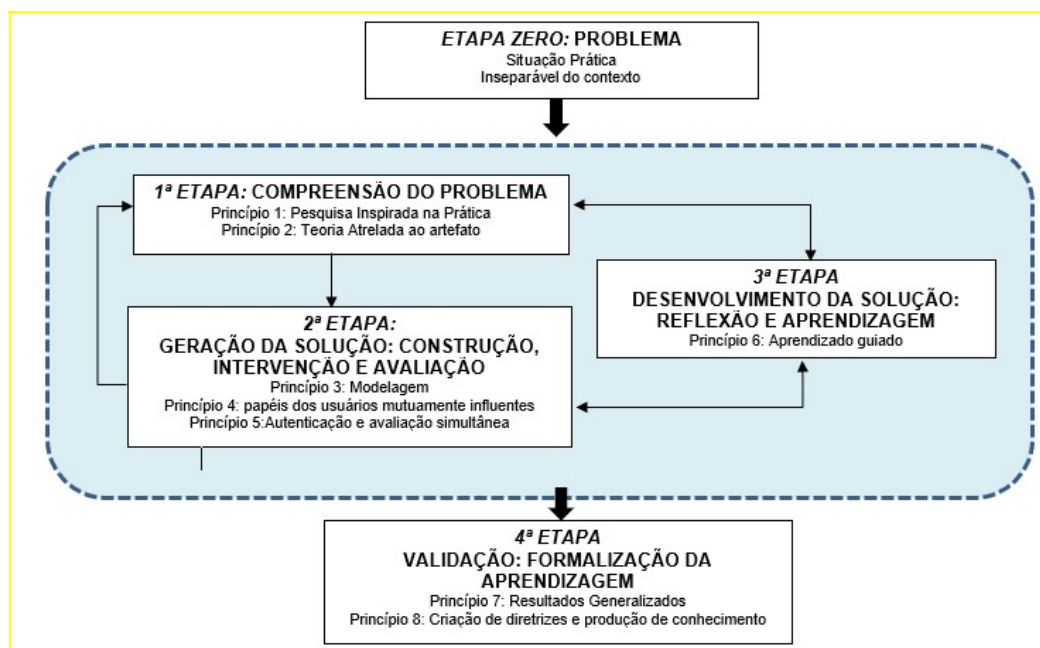 ETAPA ZERO: PROBLEMA
Situação Prática
Inseparável do contexto
1ª ETAPA: COMPREENSÃO DO PROBLEMA
Princípio 1: Pesquisa Inspirada na Prática
Princípio 2: Teoria Atrelada ao artefato
2ª ETAPA:
GERAÇÃO DA SOLUÇÃO: CONSTRUÇÃO,
INTERVENÇÃO E AVALIAÇÃO
Princípio 3: Modelagem
Princípio 4: papéis dos usuários mutuamente influentes
Princípio 5:Autenticação e avaliação simultânea
3ª ETAPA
DESENVOLVIMENTO DA SOLUÇÃO:
REFLEXÃO E APRENDIZAGEM
Princípio 6: Aprendizado guiado
4ª ETAPA
VALIDAÇÃO: FORMALIZAÇÃO DA
APRENDIZAGEM
Princípio 7: Resultados Generalizados
Princípio 8: Criação de diretrizes e produção de conhecimento